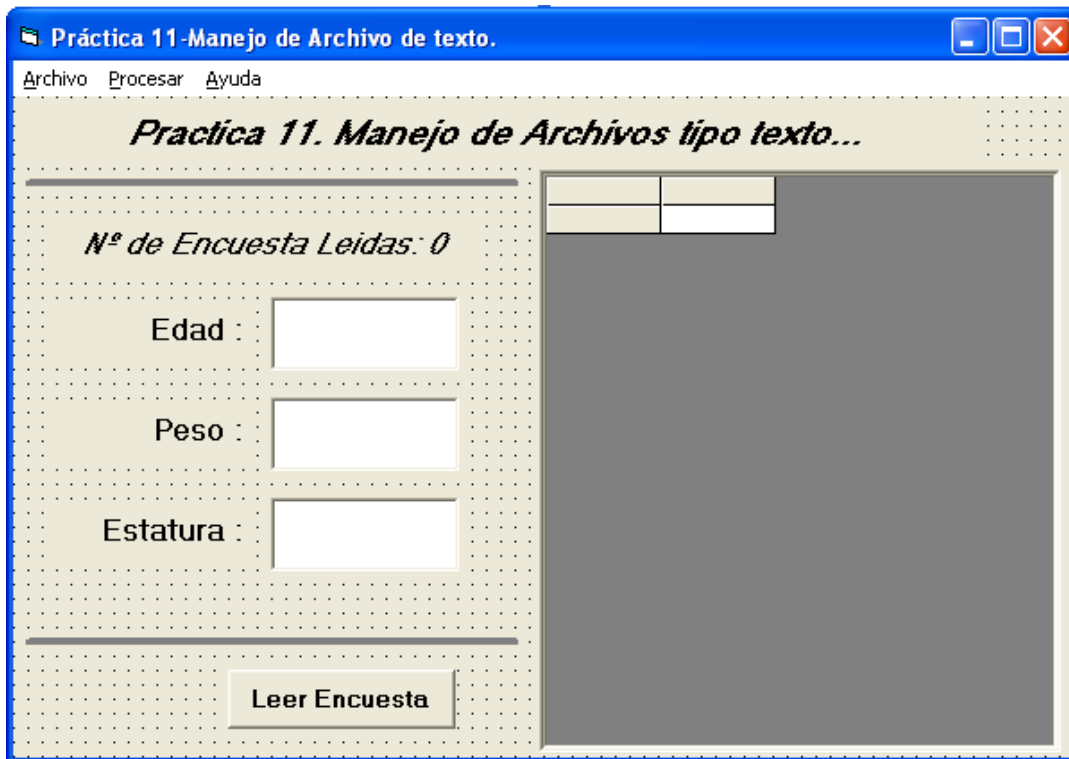 Práctica 11-Manejo de Archivo de texto.
Archivo Procesar Ayuda
Practica 11. Manejo de Archivos tipo texto...
Nº de Encuesta Leidas: 0
Edad :
Peso :
Estatura :
Leer Encuesta